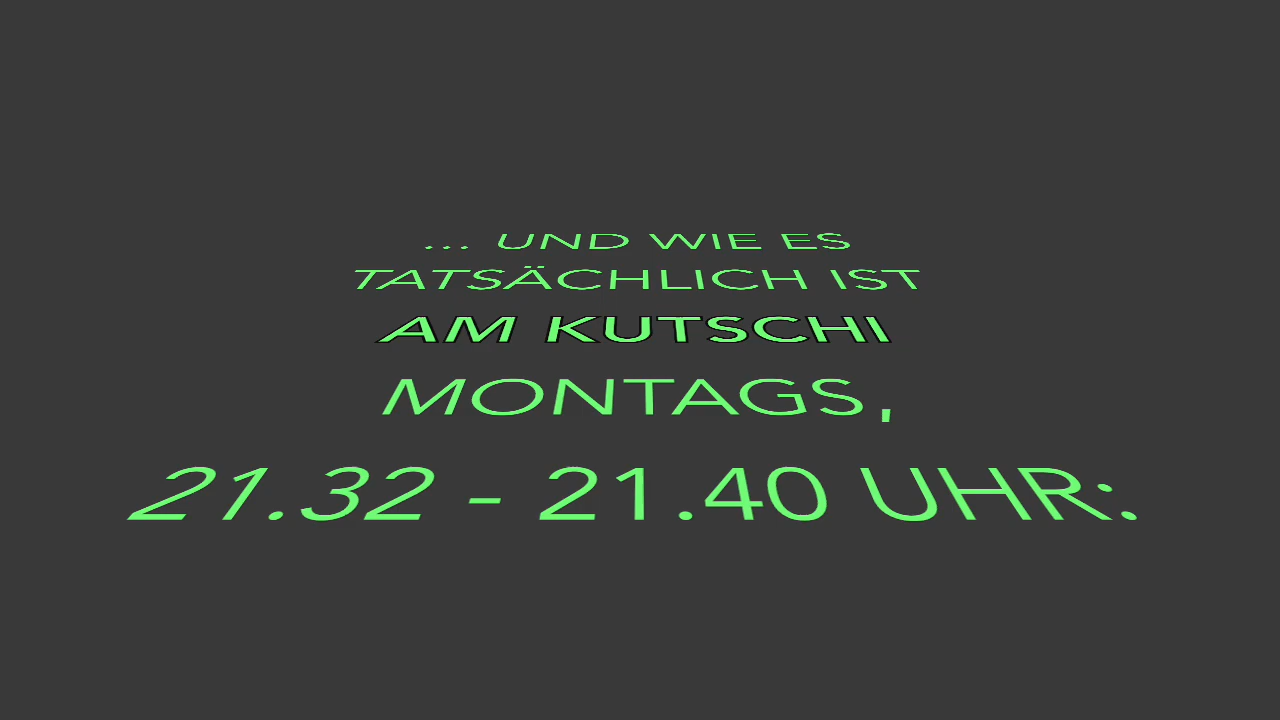 ... UND WIE ES
TATSÄCHLICH IST
AM KUTSCHI
MONTAGS,
21.32 - 21.40 UHR: